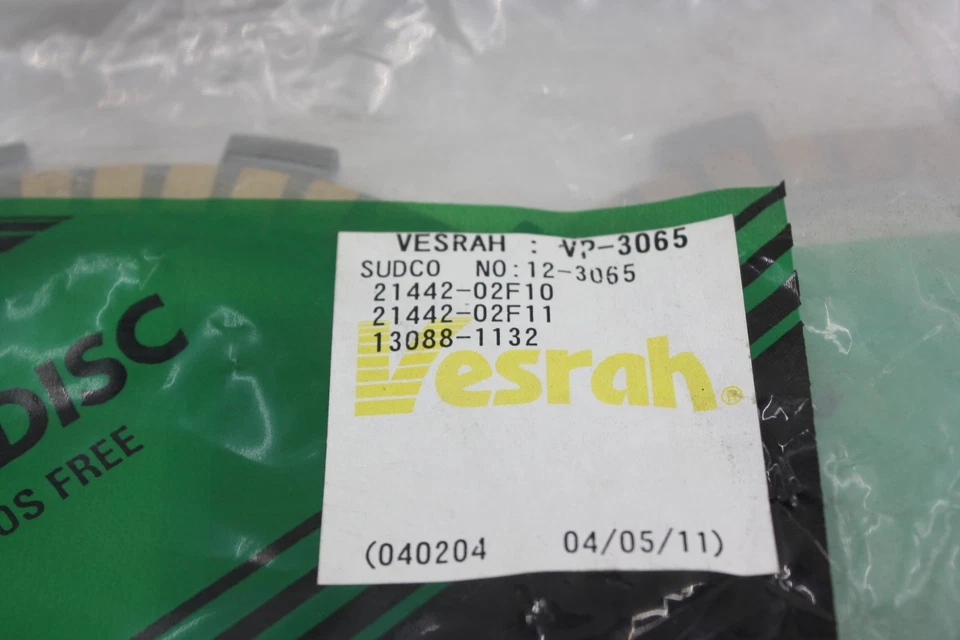 VESRAH : VP-3065
SUDCO NO:12-3065
21442-02F10
21442-02F11
13088-1132
Vesrah®
(040204 04/05/11)
DISC
OS FREE